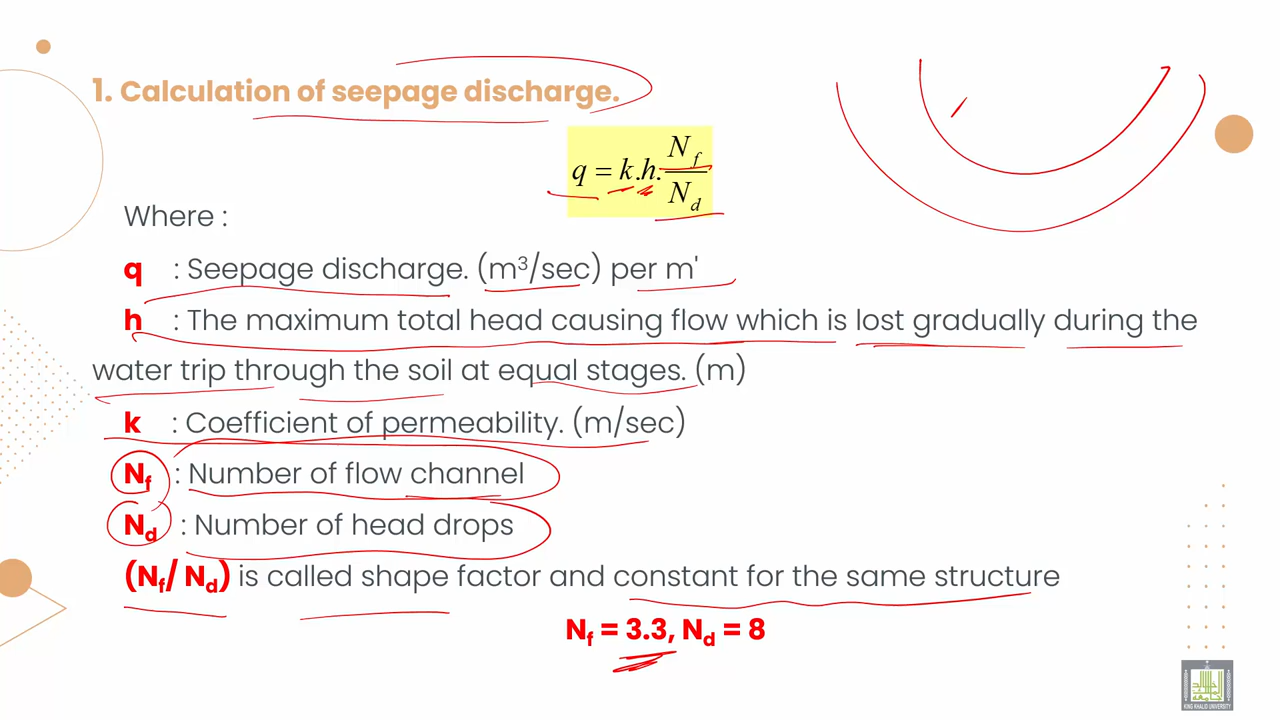 1. Calculation of seepage discharge.
q = k.h. N_f / N_d
Where :
q : Seepage discharge. (m³/sec) per m'
h : The maximum total head causing flow which is lost gradually during the
water trip through the soil at equal stages. (m)
k : Coefficient of permeability. (m/sec)
N_f : Number of flow channel
N_d : Number of head drops
(N_f/ N_d) is called shape factor and constant for the same structure
N_f = 3.3, N_d = 8
KING KHALID UNIVERSITY